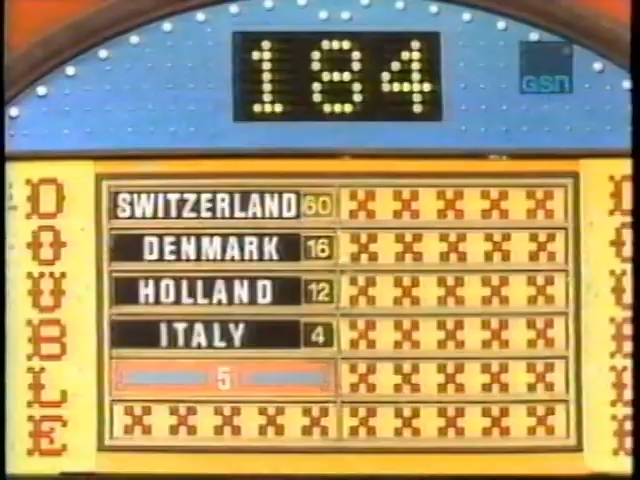 184
GSN
SWITZERLAND 60
DENMARK 16
HOLLAND 12
ITALY 4
5
DOUBLE